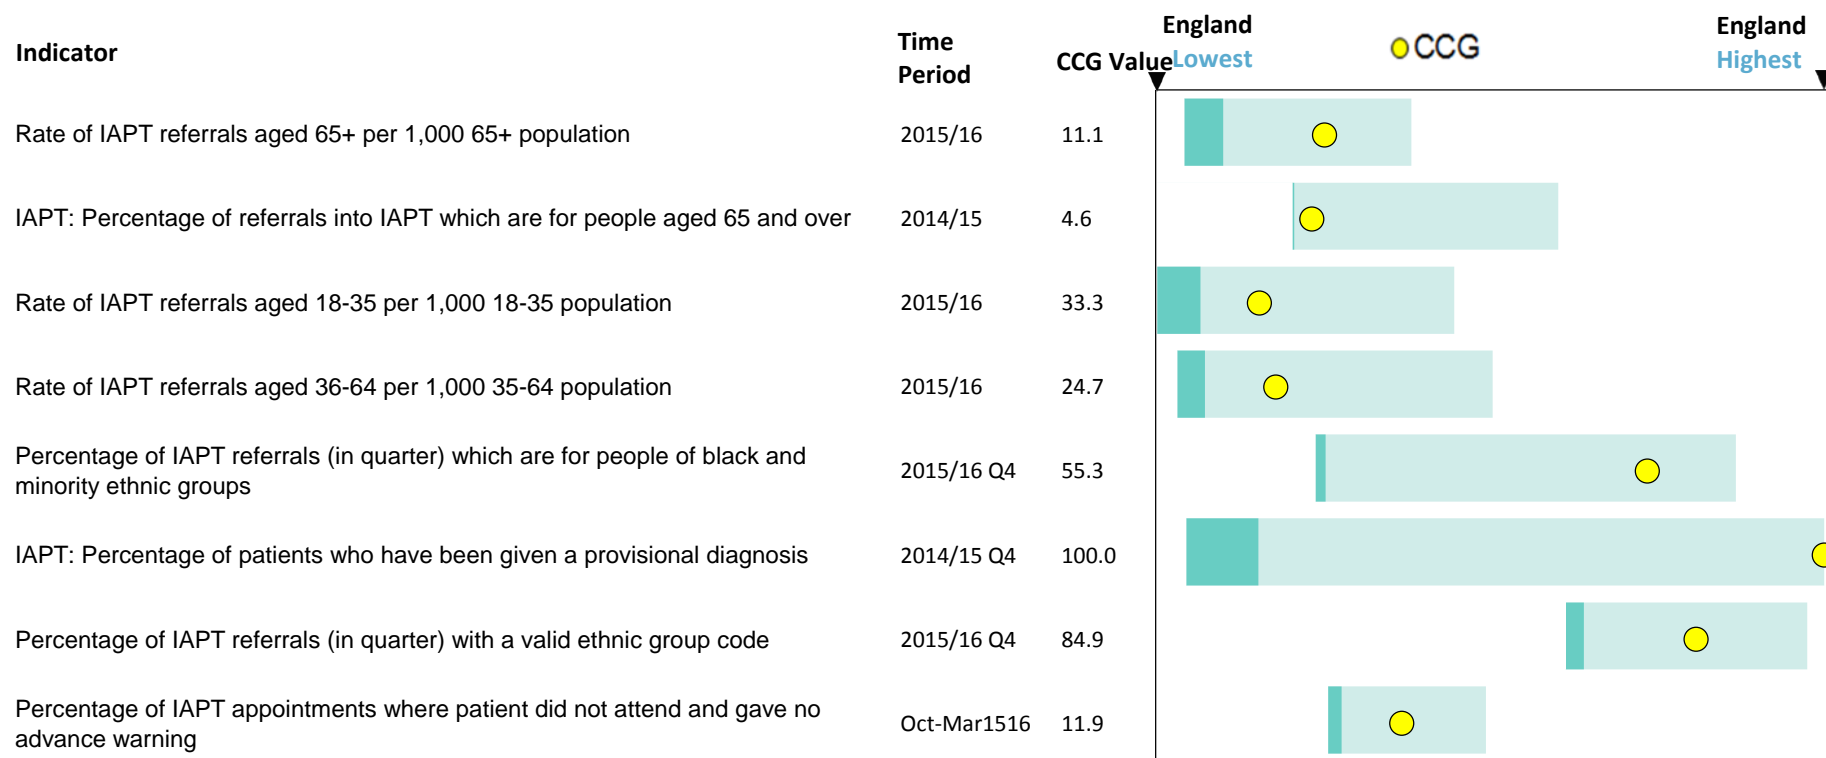 Indicator
Time
Period
CCG Value
England
Lowest
CCG
England
Highest
Rate of IAPT referrals aged 65+ per 1,000 65+ population 2015/16 11.1
IAPT: Percentage of referrals into IAPT which are for people aged 65 and over 2014/15 4.6
Rate of IAPT referrals aged 18-35 per 1,000 18-35 population 2015/16 33.3
Rate of IAPT referrals aged 36-64 per 1,000 35-64 population 2015/16 24.7
Percentage of IAPT referrals (in quarter) which are for people of black and
minority ethnic groups 2015/16 Q4 55.3
IAPT: Percentage of patients who have been given a provisional diagnosis 2014/15 Q4 100.0
Percentage of IAPT referrals (in quarter) with a valid ethnic group code 2015/16 Q4 84.9
Percentage of IAPT appointments where patient did not attend and gave no
advance warning Oct-Mar1516 11.9